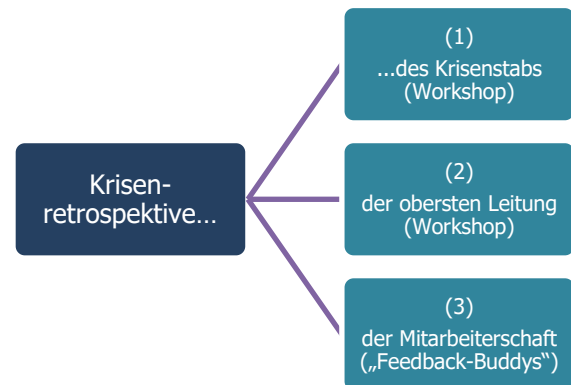 Krisen-
retrospektive...
(1)
...des Krisenstabs
(Workshop)
(2)
der obersten Leitung
(Workshop)
(3)
der Mitarbeiterschaft
(„Feedback-Buddys“)